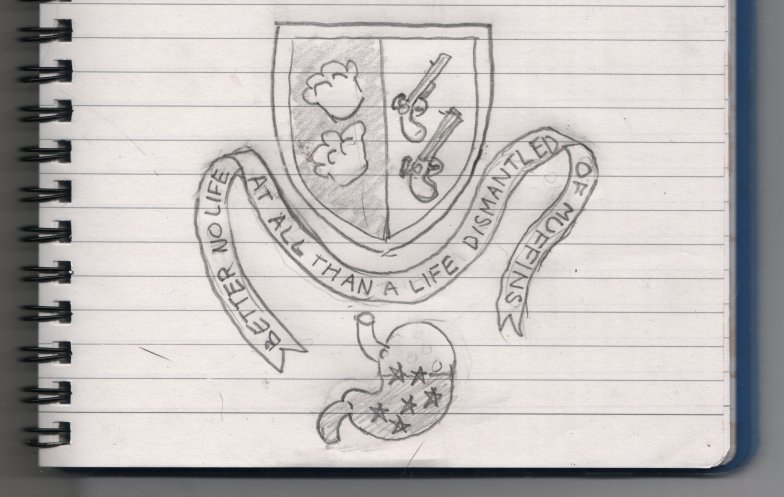 BETTER NO LIFE
AT ALL THAN A LIFE DISMANTLED
OF MUFFINS